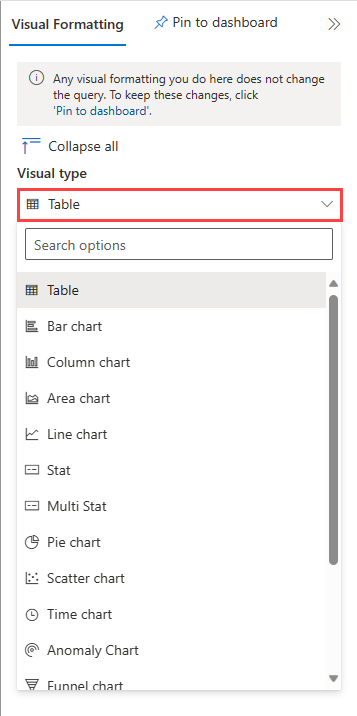 Visual Formatting
Pin to dashboard
Any visual formatting you do here does not change
the query. To keep these changes, click
'Pin to dashboard'.
Collapse all
Visual type
Table
Search options
Table
Bar chart
Column chart
Area chart
Line chart
Stat
Multi Stat
Pie chart
Scatter chart
Time chart
Anomaly Chart
Funnel chart